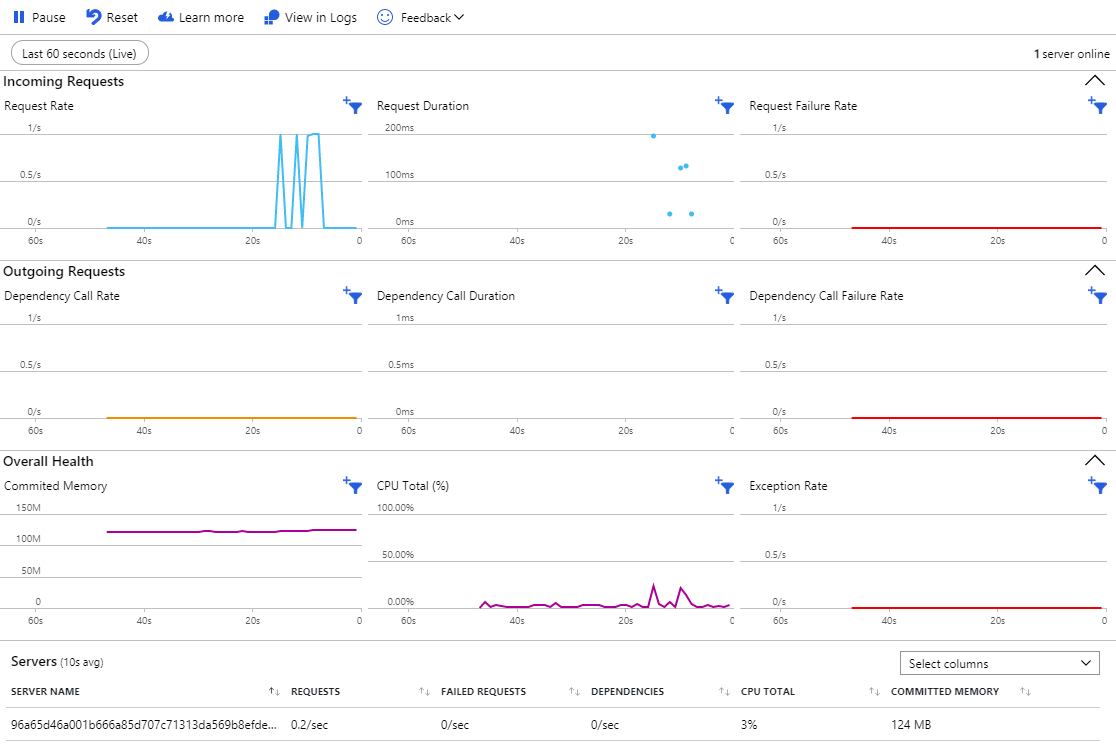 Pause Reset Learn more View in Logs Feedback
Last 60 seconds (Live) 1 server online
Incoming Requests
Request Rate Request Duration Request Failure Rate
1/s 200ms 1/s
0.5/s 100ms 0.5/s
0/s 0ms 0/s
60s 40s 20s 0 60s 40s 20s 0 60s 40s 20s 0
Outgoing Requests
Dependency Call Rate Dependency Call Duration Dependency Call Failure Rate
1/s 1ms 1/s
0.5/s 0.5ms 0.5/s
0/s 0ms 0/s
60s 40s 20s 0 60s 40s 20s 0 60s 40s 20s 0
Overall Health
Commited Memory CPU Total (%) Exception Rate
150M 100.00% 1/s
100M 50.00% 0.5/s
50M
0 0.00% 0/s
60s 40s 20s 0 60s 40s 20s 0 60s 40s 20s 0
Servers (10s avg) Select columns
SERVER NAME REQUESTS FAILED REQUESTS DEPENDENCIES CPU TOTAL COMMITTED MEMORY
96a65d46a001b666a85d707c71313da569b8efde... 0.2/sec 0/sec 0/sec 3% 124 MB